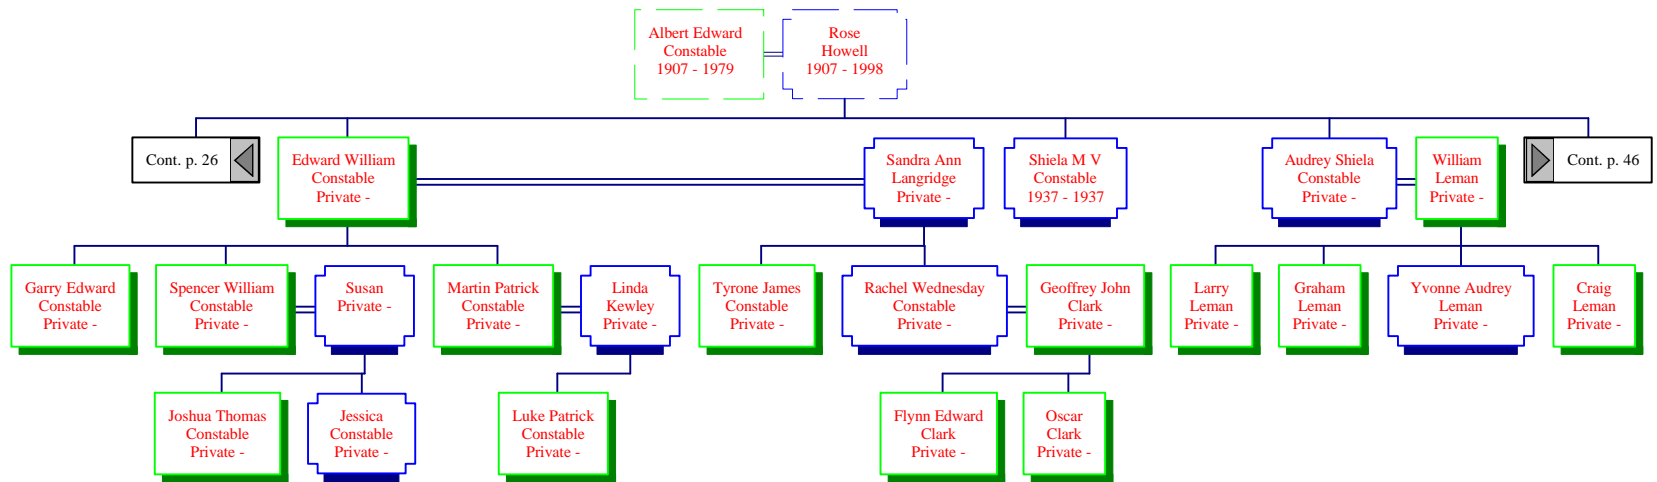 Albert Edward
Constable
1907 - 1979
Rose
Howell
1907 - 1998
Cont. p. 26
Edward William
Constable
Private -
Sandra Ann
Langridge
Private -
Shiela M V
Constable
1937 - 1937
Audrey Shiela
Constable
Private -
William
Leman
Private -
Cont. p. 46
Garry Edward
Constable
Private -
Spencer William
Constable
Private -
Susan
Private -
Martin Patrick
Constable
Private -
Linda
Kewley
Private -
Tyrone James
Constable
Private -
Rachel Wednesday
Constable
Private -
Geoffrey John
Clark
Private -
Larry
Leman
Private -
Graham
Leman
Private -
Yvonne Audrey
Leman
Private -
Craig
Leman
Private -
Joshua Thomas
Constable
Private -
Jessica
Constable
Private -
Luke Patrick
Constable
Private -
Flynn Edward
Clark
Private -
Oscar
Clark
Private -